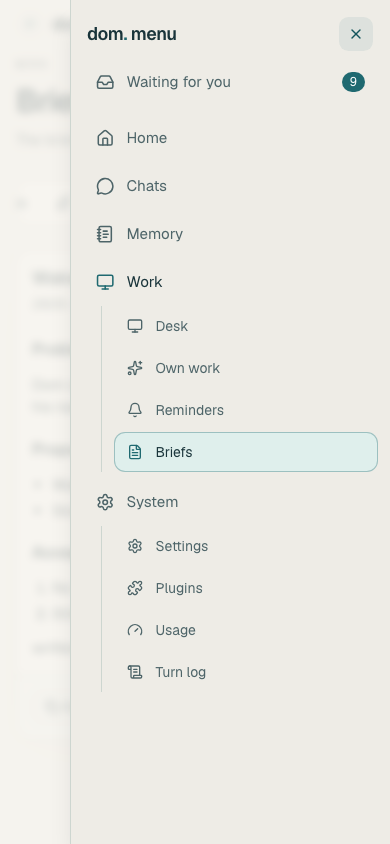 dom. menu
Waiting for you 9
Home
Chats
Memory
Work
Desk
Own work
Reminders
Briefs
System
Settings
Plugins
Usage
Turn log